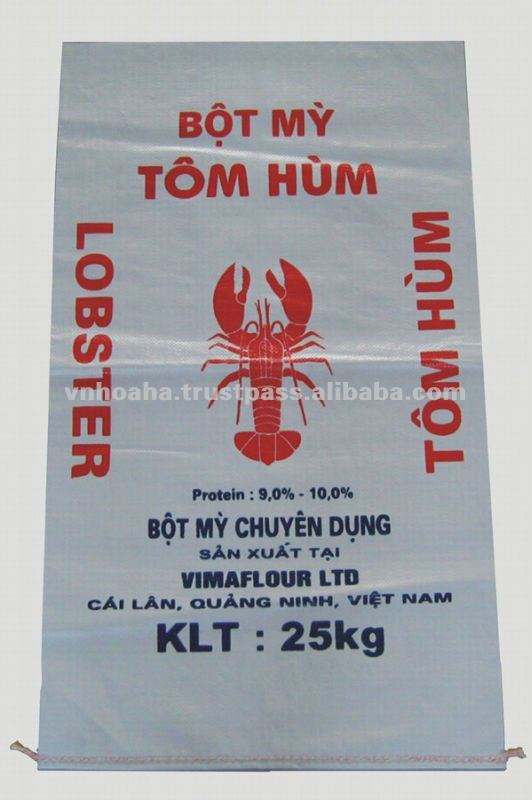 BỘT MỲ
TÔM HÙM
LOBSTER
TÔM HÙM
vnhoaha.trustpass.alibaba.com
Protein : 9,0% - 10,0%
BỘT MỲ CHUYÊN DỤNG
SẢN XUẤT TẠI
VIMAFLOUR LTD
CÁI LÂN, QUẢNG NINH, VIỆT NAM
KLT : 25kg